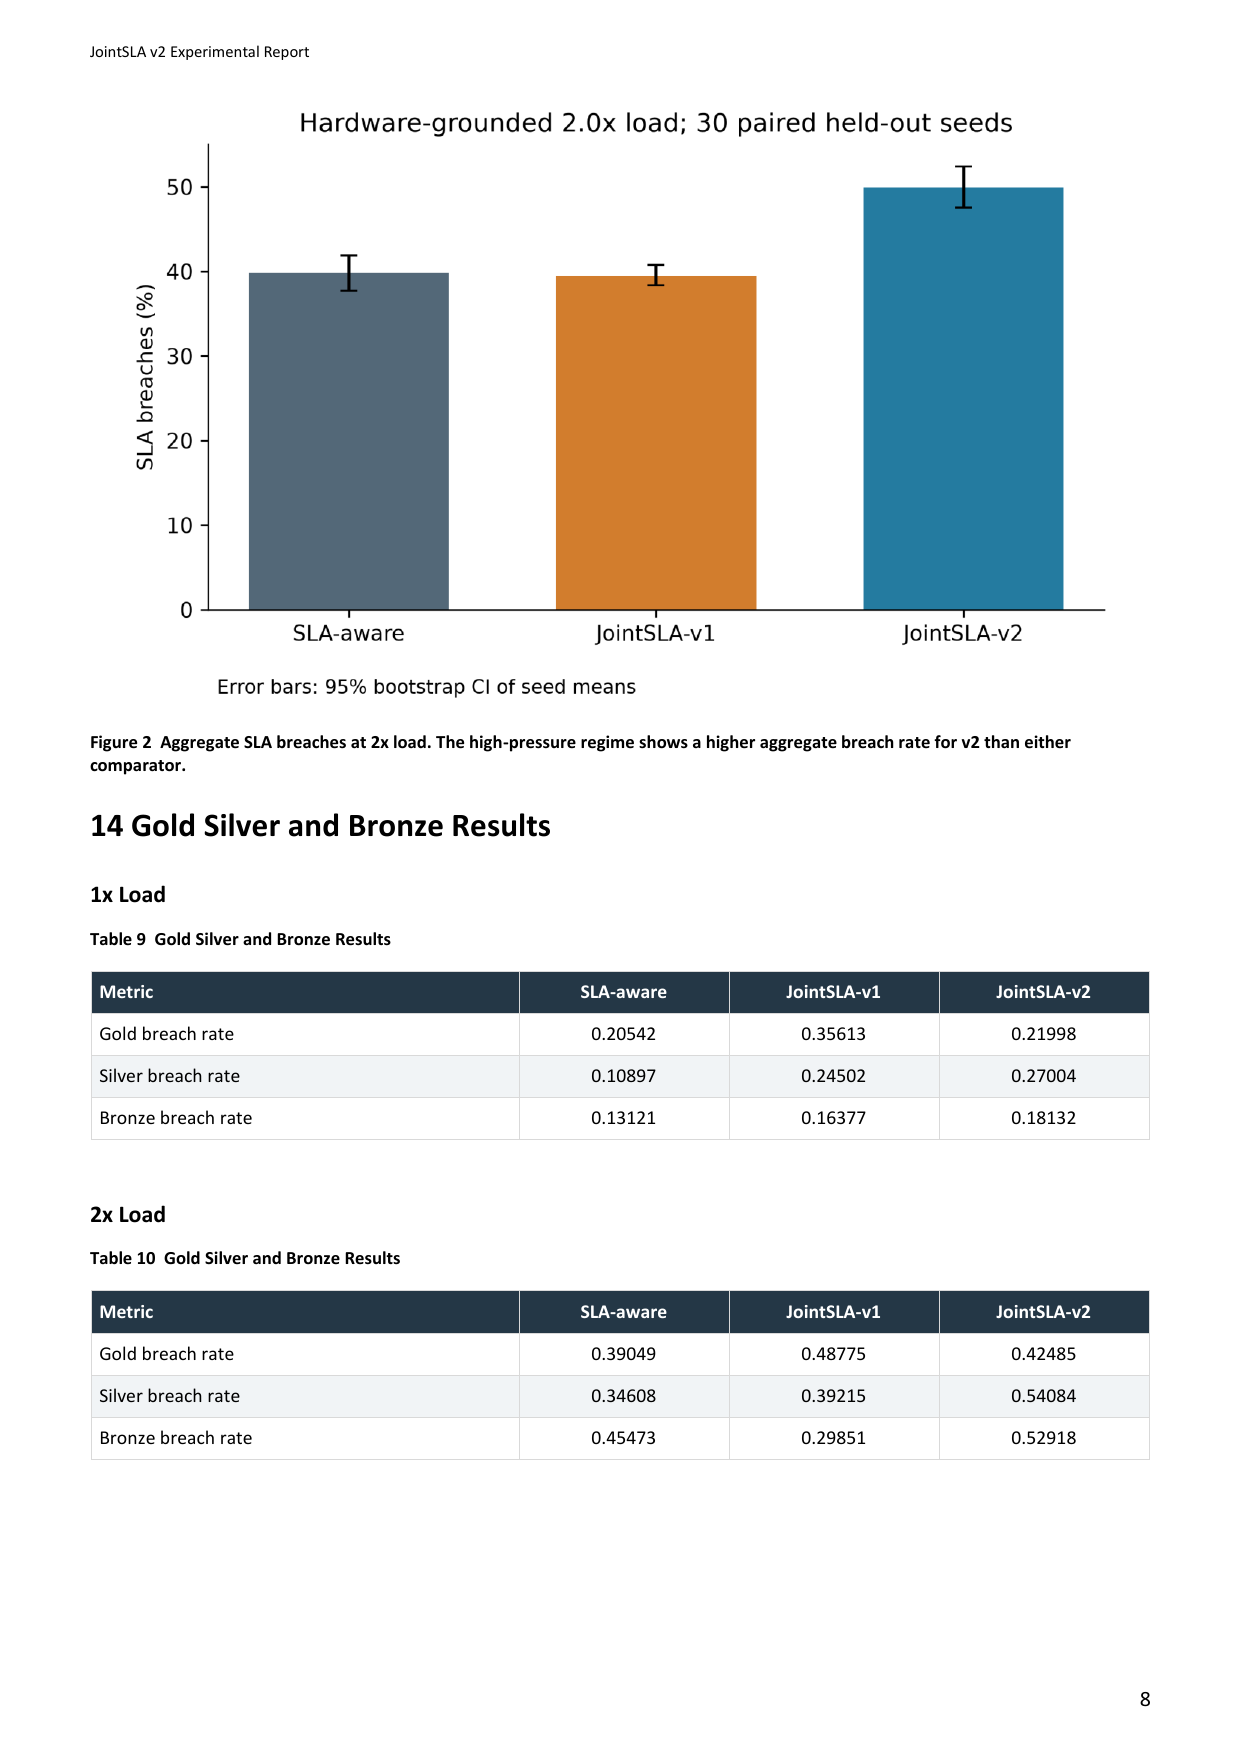 JointSLA v2 Experimental Report
Hardware-grounded 2.0x load; 30 paired held-out seeds
50
40
30
20
10
0
SLA breaches (%)
SLA-aware JointSLA-v1 JointSLA-v2
Error bars: 95% bootstrap CI of seed means
Figure 2 Aggregate SLA breaches at 2x load. The high-pressure regime shows a higher aggregate breach rate for v2 than either
comparator.
14 Gold Silver and Bronze Results
1x Load
Table 9 Gold Silver and Bronze Results
Metric SLA-aware JointSLA-v1 JointSLA-v2
Gold breach rate 0.20542 0.35613 0.21998
Silver breach rate 0.10897 0.24502 0.27004
Bronze breach rate 0.13121 0.16377 0.18132
2x Load
Table 10 Gold Silver and Bronze Results
Metric SLA-aware JointSLA-v1 JointSLA-v2
Gold breach rate 0.39049 0.48775 0.42485
Silver breach rate 0.34608 0.39215 0.54084
Bronze breach rate 0.45473 0.29851 0.52918
8